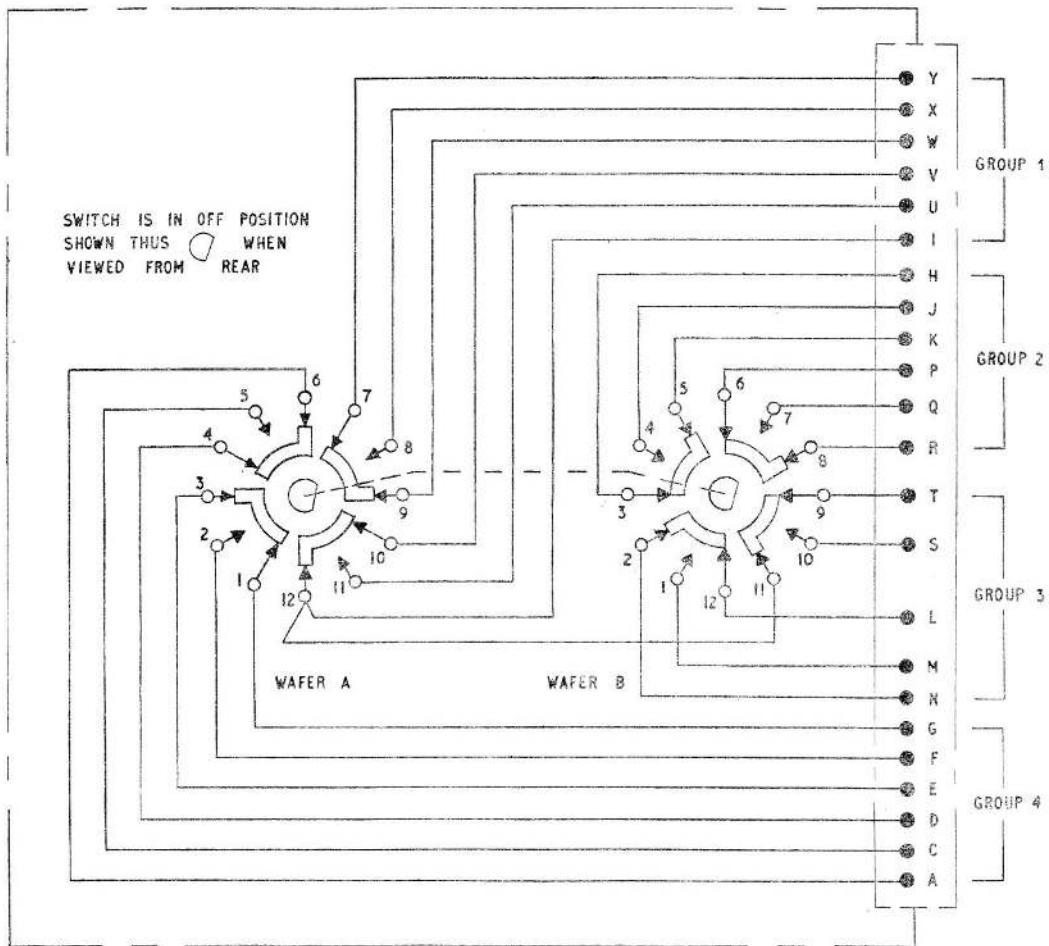 Y
X
W
V
U
I
GROUP 1
H
J
K
P
Q
R
GROUP 2
T
S
L
M
N
GROUP 3
G
F
E
D
C
A
GROUP 4
SWITCH IS IN OFF POSITION
SHOWN THUS WHEN
VIEWED FROM REAR
6
5
7
4
8
3
9
2
10
1
11
12
WAFER A
5
6
7
4
8
3
9
2
10
1
11
12
WAFER B